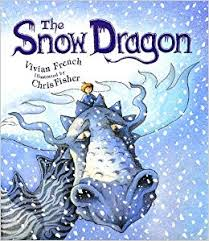 The
Snow Dragon
Vivian French
illustrated by
Chris Fisher